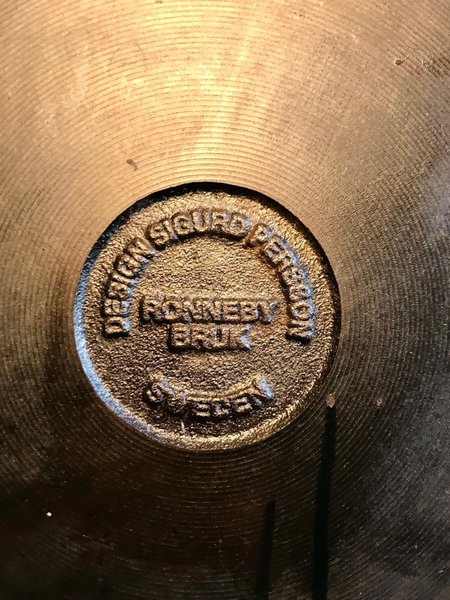 DESIGN SIGURD PERSSON
RONNEBY
BRUK
SWEDEN